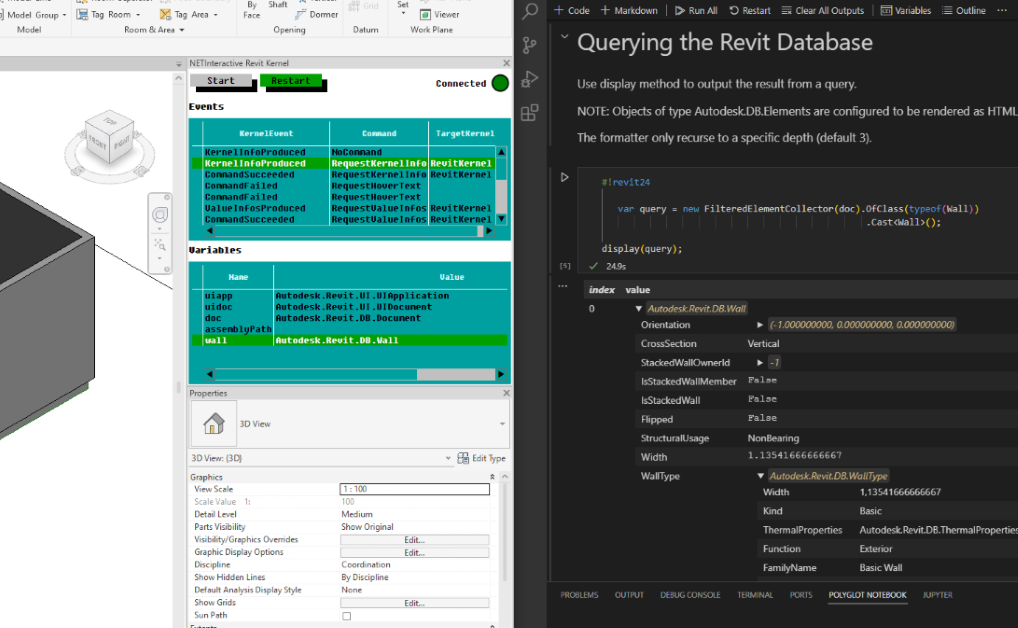 Model Group
Model
Tag Room
Tag Area
Room & Area
By
Face
Shaft
Dormer
Opening
Grid
Datum
Set
Viewer
Work Plane
NETInteractive Revit Kernel
Start
Restart
Connected
Events
KernelEvent Command TargetKernel
KernelInfoProduced NoCommand
KernelInfoProduced RequestKernelInfo RevitKernel
CommandSucceeded RequestKernelInfo RevitKernel
CommandFailed RequestHoverText
CommandFailed RequestHoverText
ValueInfosProduced RequestValueInfos RevitKernel
CommandSucceeded RequestValueInfos RevitKernel
Variables
Name Value
uiapp Autodesk.Revit.UI.UIApplication
uidoc Autodesk.Revit.UI.UIDocument
doc Autodesk.Revit.DB.Document
assemblyPath
wall Autodesk.Revit.DB.Wall
TOP
FRONT
RIGHT
Properties
3D View
3D View: {3D} Edit Type
Graphics
View Scale 1 : 100
Scale Value 1: 100
Detail Level Medium
Parts Visibility Show Original
Visibility/Graphics Overrides Edit...
Graphic Display Options Edit...
Discipline Coordination
Show Hidden Lines By Discipline
Default Analysis Display Style None
Show Grids Edit...
Sun Path
Extents
+ Code + Markdown Run All Restart Clear All Outputs Variables Outline ...
Querying the Revit Database
Use display method to output the result from a query.
NOTE: Objects of type Autodesk.DB.Elements are configured to be rendered as HTML
The formatter only recurse to a specific depth (default 3).
#!revit24
var query = new FilteredElementCollector(doc).OfClass(typeof(Wall))
.Cast<Wall>();
display(query);
[5] 24.9s
index value
0 Autodesk.Revit.DB.Wall
Orientation (-1.000000000, 0.000000000, 0.000000000)
CrossSection Vertical
StackedWallOwnerId -1
IsStackedWallMember False
IsStackedWall False
Flipped False
StructuralUsage NonBearing
Width 1.13541666666667
WallType Autodesk.Revit.DB.WallType
Width 1,13541666666667
Kind Basic
ThermalProperties Autodesk.Revit.DB.ThermalProperties
Function Exterior
FamilyName Basic Wall
PROBLEMS OUTPUT DEBUG CONSOLE TERMINAL PORTS POLYGLOT NOTEBOOK JUPYTER